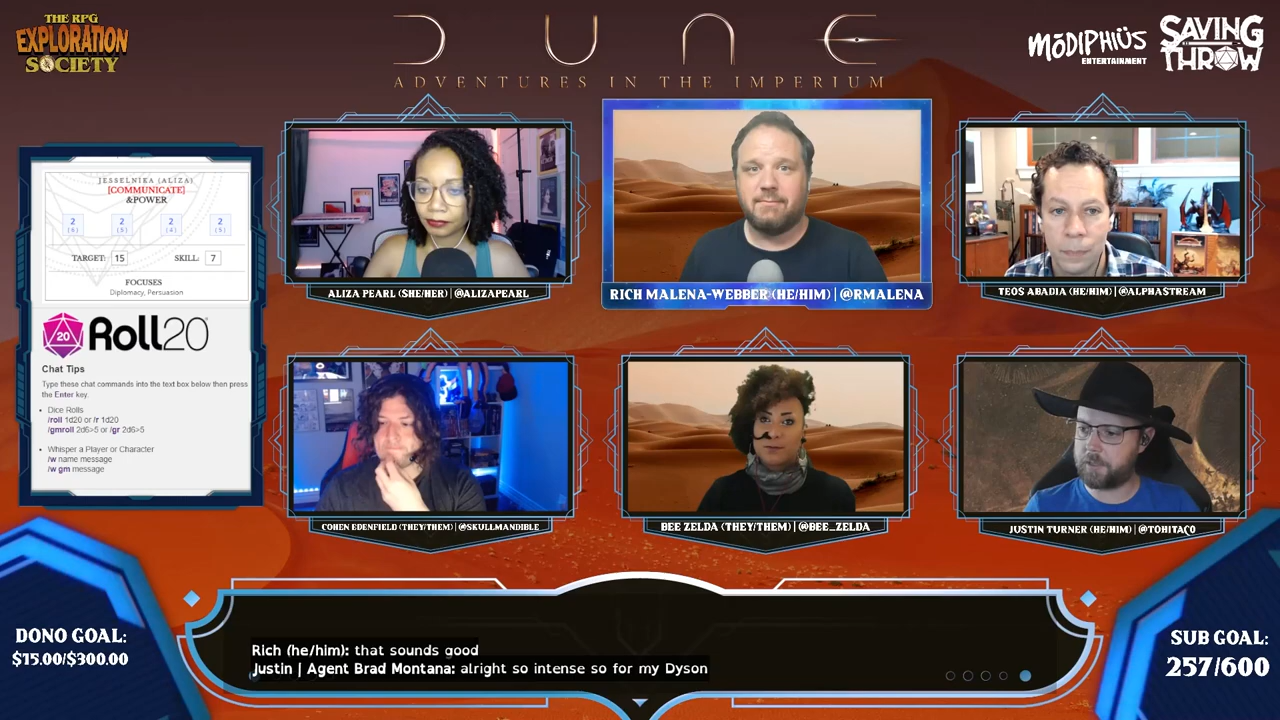 THE RPG
EXPLORATION
SOCIETY
DUNE
ADVENTURES IN THE IMPERIUM
MŌDIPHIÜS
ENTERTAINMENT
SAVING
THROW
JESSELNIKA (ALIZA)
[COMMUNICATE]
&POWER
2 2 2 2
(6) (5) (4) (5)
TARGET: 15 SKILL: 7
FOCUSES
Diplomacy, Persuasion
20 Roll20
Chat Tips
Type these chat commands into the text box below then press
the Enter key.
• Dice Rolls
/roll 1d20 or /r 1d20
/gmroll 2d6>5 or /gr 2d6>5
• Whisper a Player or Character
/w name message
/w gm message
ALIZA PEARL (SHE/HER) | @ALIZAPEARL
RICH MALENA-WEBBER (HE/HIM) | @RMALENA
TEOS ABADIA (HE/HIM) | @ALPHASTREAM
COHEN EDENFIELD (THEY/THEM) | @SKULLMANDIBLE
BEE ZELDA (THEY/THEM) | @BEE_ZELDA
JUSTIN TURNER (HE/HIM) | @TOHITACO
DONO GOAL:
$15.00/$300.00
Rich (he/him): that sounds good
Justin | Agent Brad Montana: alright so intense so for my Dyson
SUB GOAL:
257/600